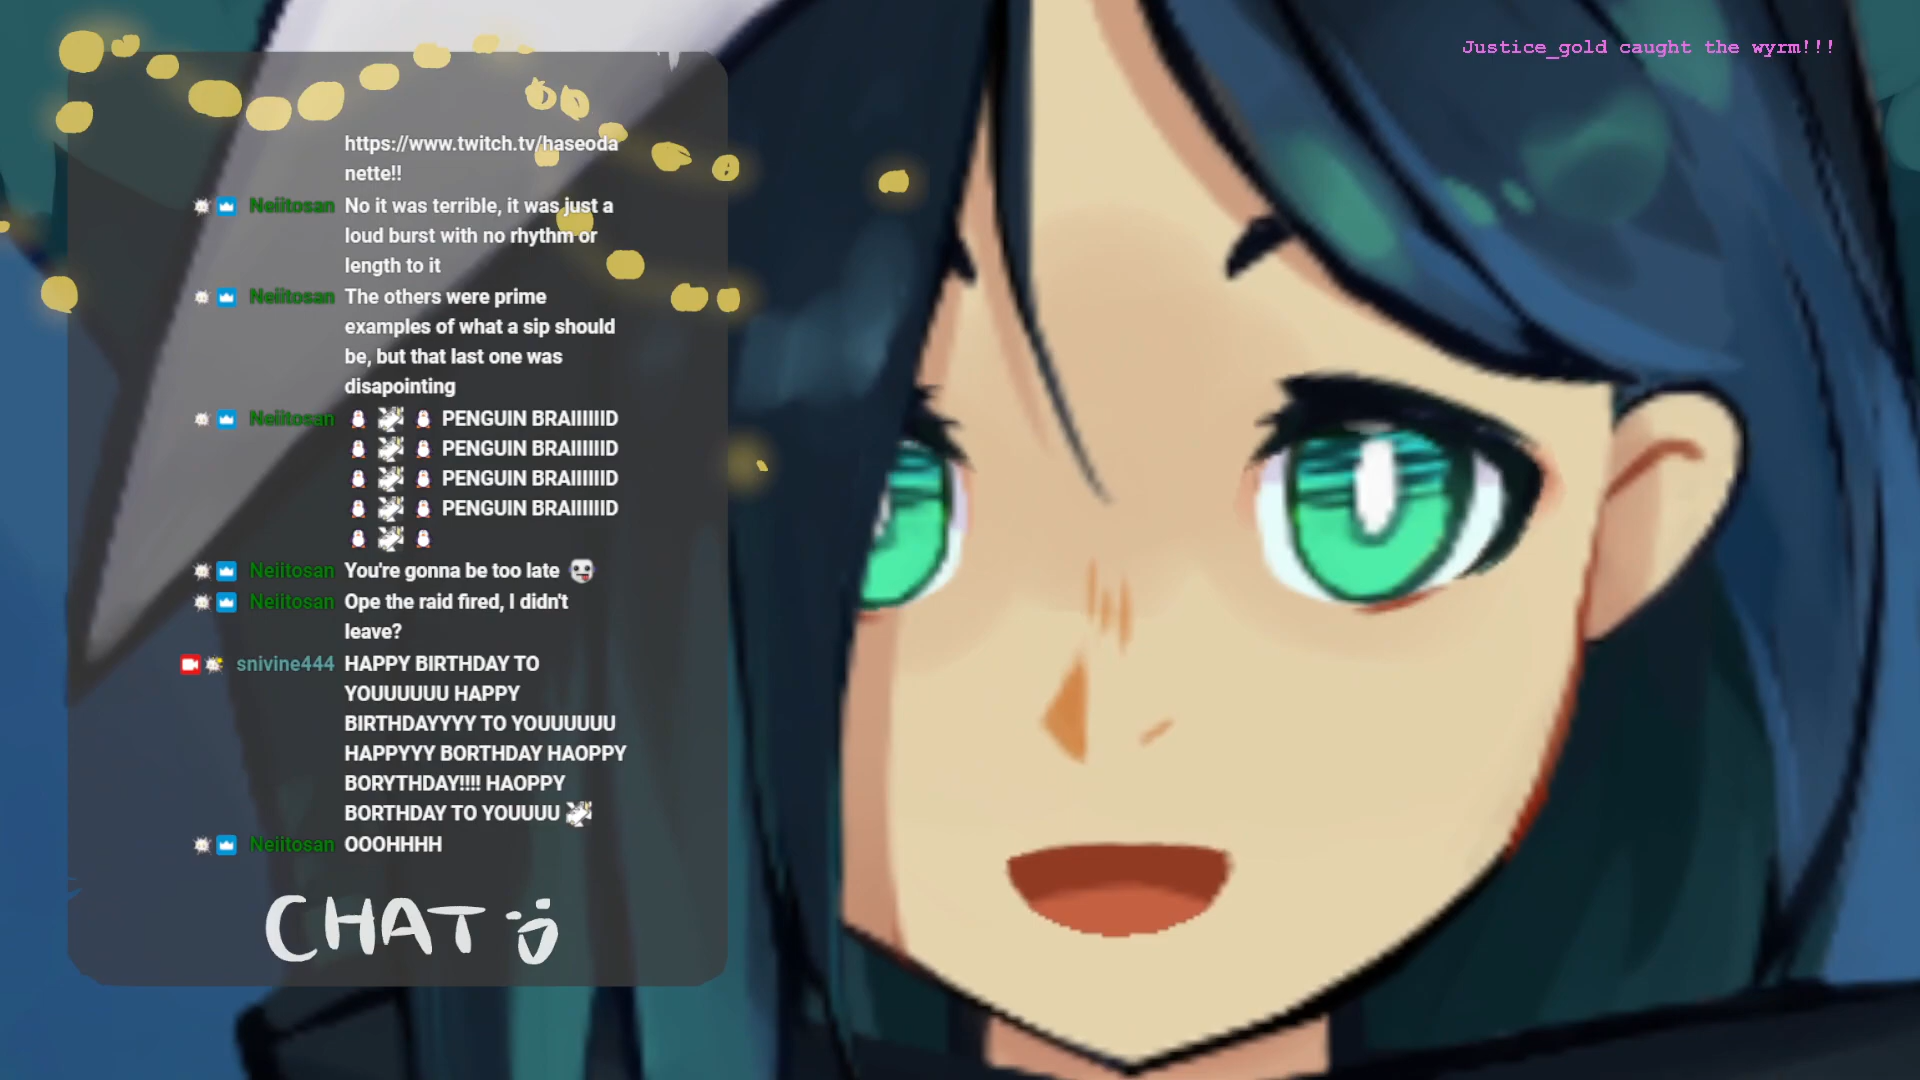 Justice_gold caught the wyrm!!!
https://www.twitch.tv/haseoda
nette!!
Neiitosan No it was terrible, it was just a
loud burst with no rhythm or
length to it
Neiitosan The others were prime
examples of what a sip should
be, but that last one was
disapointing
Neiitosan PENGUIN BRAIIIIIID
PENGUIN BRAIIIIIID
PENGUIN BRAIIIIIID
PENGUIN BRAIIIIIID
Neiitosan You're gonna be too late
Neiitosan Ope the raid fired, I didn't
leave?
snivine444 HAPPY BIRTHDAY TO
YOUUUUUU HAPPY
BIRTHDAYYYY TO YOUUUUUU
HAPPYYY BORTHDAY HAOPPY
BORYTHDAY!!!! HAOPPY
BORTHDAY TO YOUUUU
Neiitosan OOOHHHH
CHAT